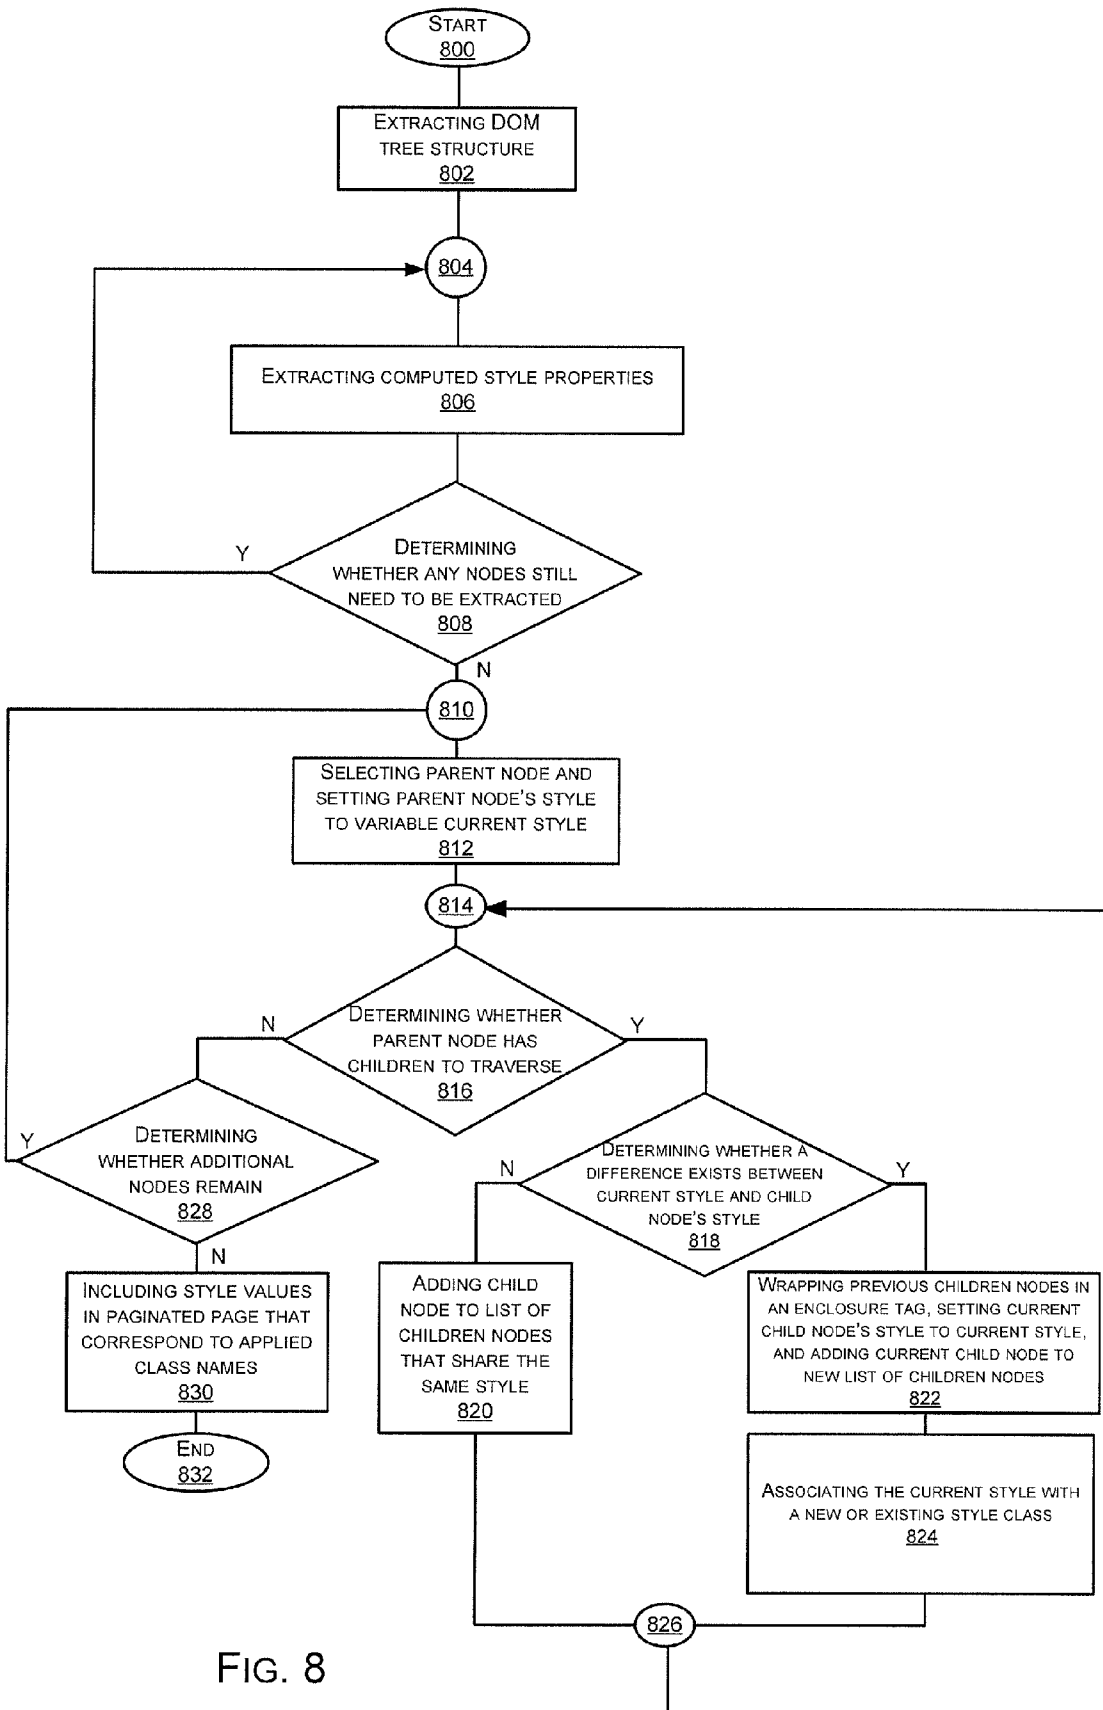 START
800
EXTRACTING DOM
TREE STRUCTURE
802
804
EXTRACTING COMPUTED STYLE PROPERTIES
806
Y
DETERMINING
WHETHER ANY NODES STILL
NEED TO BE EXTRACTED
808
N
810
SELECTING PARENT NODE AND
SETTING PARENT NODE'S STYLE
TO VARIABLE CURRENT STYLE
812
814
N
DETERMINING WHETHER
PARENT NODE HAS
CHILDREN TO TRAVERSE
816
Y
Y
DETERMINING
WHETHER ADDITIONAL
NODES REMAIN
828
N
N
DETERMINING WHETHER A
DIFFERENCE EXISTS BETWEEN
CURRENT STYLE AND CHILD
NODE'S STYLE
818
Y
INCLUDING STYLE VALUES
IN PAGINATED PAGE THAT
CORRESPOND TO APPLIED
CLASS NAMES
830
ADDING CHILD
NODE TO LIST OF
CHILDREN NODES
THAT SHARE THE
SAME STYLE
820
WRAPPING PREVIOUS CHILDREN NODES IN
AN ENCLOSURE TAG, SETTING CURRENT
CHILD NODE'S STYLE TO CURRENT STYLE,
AND ADDING CURRENT CHILD NODE TO
NEW LIST OF CHILDREN NODES
822
END
832
ASSOCIATING THE CURRENT STYLE WITH
A NEW OR EXISTING STYLE CLASS
824
826
FIG. 8